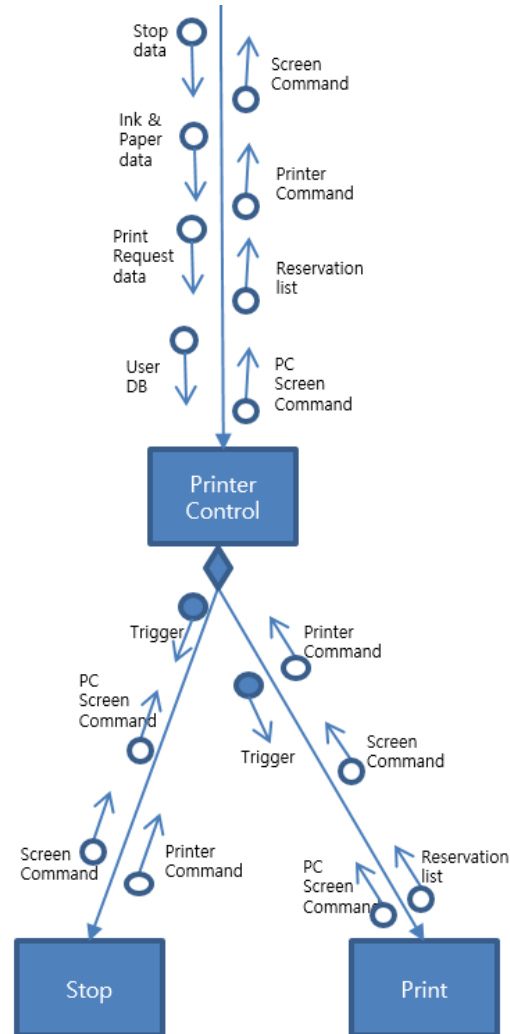 Stop
data
Screen
Command
Ink &
Paper
data
Printer
Command
Print
Request
data
Reservation
list
User
DB
PC
Screen
Command
Printer
Control
Trigger
Printer
Command
PC
Screen
Command
Trigger
Screen
Command
Screen
Command
Printer
Command
PC
Screen
Command
Reservation
list
Stop
Print